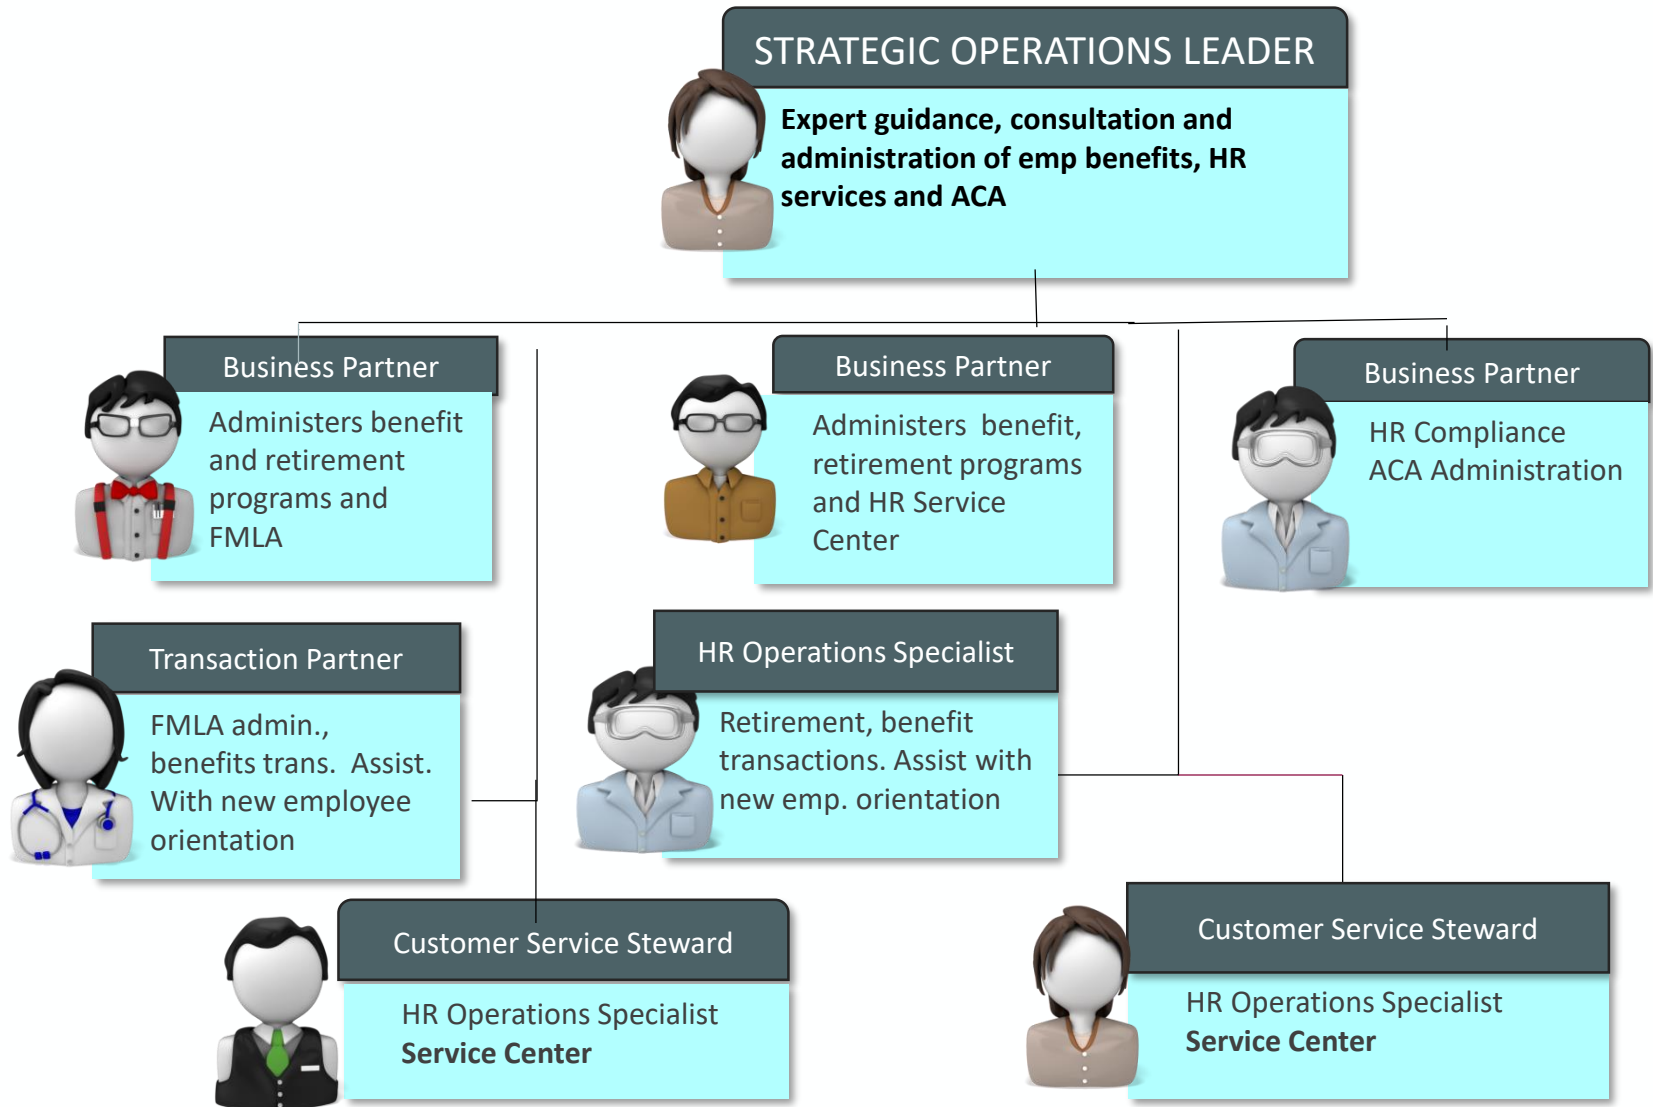 STRATEGIC OPERATIONS LEADER
Expert guidance, consultation and
administration of emp benefits, HR
services and ACA
Business Partner
Administers benefit
and retirement
programs and
FMLA
Business Partner
Administers  benefit,
retirement programs
and HR Service
Center
Business Partner
HR Compliance
ACA Administration
Transaction Partner
FMLA admin.,
benefits trans.  Assist.
With new employee
orientation
HR Operations Specialist
Retirement, benefit
transactions. Assist with
new emp. orientation
Customer Service Steward
HR Operations Specialist
Service Center
Customer Service Steward
HR Operations Specialist
Service Center